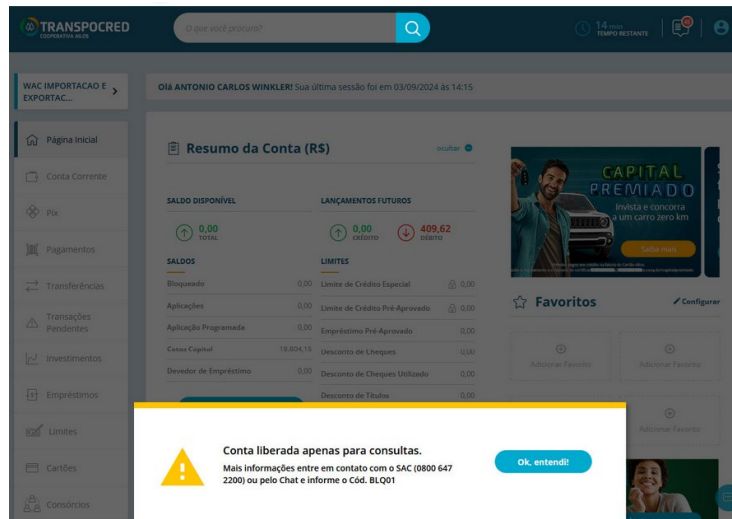 TRANSPOCRED
COOPERATIVA AILOS
O que você procura?
14 min
TEMPO RESTANTE
WAC IMPORTACAO E
EXPORTAC...
Olá ANTONIO CARLOS WINKLER! Sua última sessão foi em 03/09/2024 às 14:15
Página Inicial
Conta Corrente
Pix
Pagamentos
Transferências
Transações
Pendentes
Investimentos
Empréstimos
Limites
Cartões
Consórcios
Resumo da Conta (R$)
ocultar
SALDO DISPONÍVEL
0,00
TOTAL
LANÇAMENTOS FUTUROS
0,00
CRÉDITO
409,62
DÉBITO
SALDOS
Bloqueado 0,00
Aplicações 0,00
Aplicação Programada 0,00
Cotas Capital 18.804,15
Devedor de Empréstimo 0,00
LIMITES
Limite de Crédito Especial 0,00
Limite de Crédito Pré-Aprovado 0,00
Empréstimo Pré-Aprovado 0,00
Desconto de Cheques 0,00
Desconto de Cheques Utilizado 0,00
Desconto de Títulos 0,00
CAPITAL
PREMIADO
Invista e concorra
a um carro zero km
Saiba mais
Favoritos
Configurar
Adicionar Favorito
Adicionar Favorito
Adicionar Favorito
Conta liberada apenas para consultas.
Mais informações entre em contato com o SAC (0800 647
2200) ou pelo Chat e informe o Cód. BLQ01
Ok, entendi!